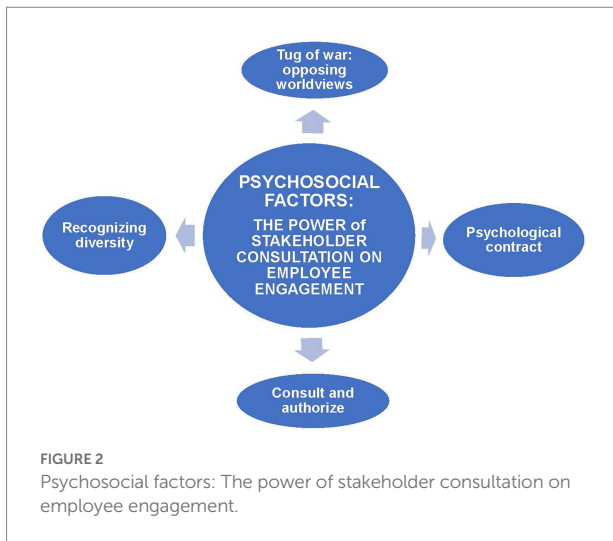 Tug of war:
opposing
worldviews
PSYCHOSOCIAL
FACTORS:
THE POWER of
STAKEHOLDER
CONSULTATION ON
EMPLOYEE
ENGAGEMENT
Recognizing
diversity
Psychological
contract
Consult and
authorize
FIGURE 2
Psychosocial factors: The power of stakeholder consultation on
employee engagement.